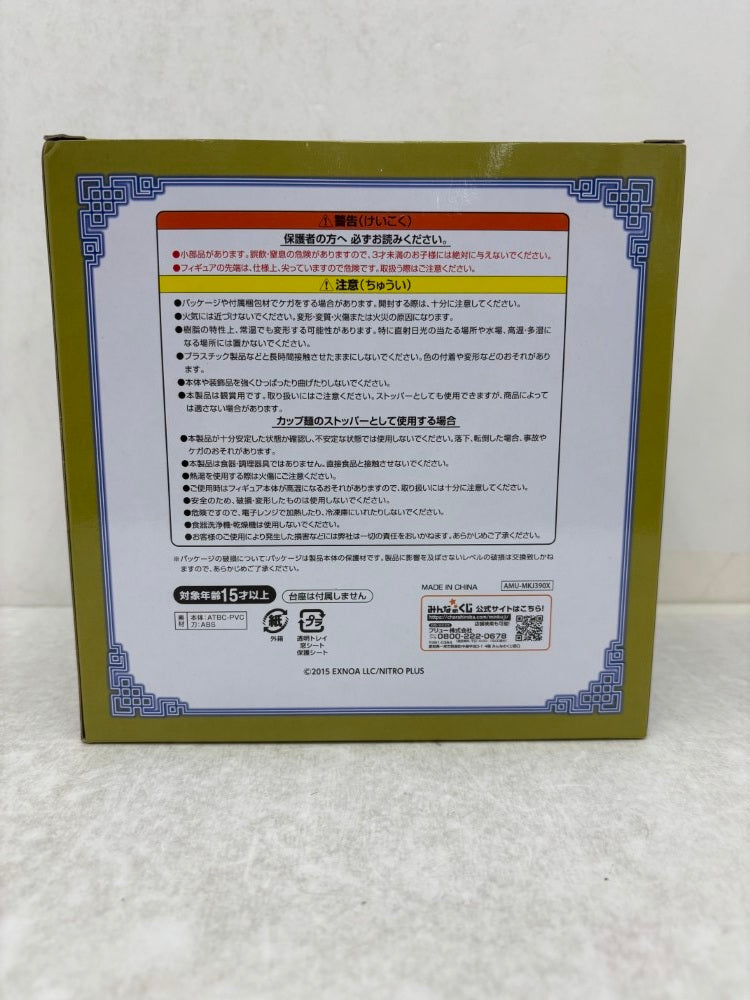 ⚠警告(けいこく)
保護者の方へ 必ずお読みください。
●小部品があります。誤飲・窒息の危険がありますので、3才未満のお子様には絶対に与えないでください。
●フィギュアの先端は、仕様上、尖っていますので危険です。取扱う際はご注意ください。
⚠注意(ちゅうい)
●パッケージや付属梱包材でケガをする場合があります。開封する際は、十分に注意してください。
●火気には近づけないでください。変形・変質・火傷または火災の原因になります。
●樹脂の特性上、常温でも変形する可能性があります。特に直射日光の当たる場所や水場、高温・多湿に
なる場所には置かないでください。
●プラスチック製品などと長時間接触させたままにしないでください。色の付着や変形などのおそれがあり
ます。
●本体や装飾品を強くひっぱったり曲げたりしないでください。
●本製品は観賞用です。取り扱いにはご注意ください。ストッパーとしても使用できますが、商品によって
は適さない場合があります。
カップ麺のストッパーとして使用する場合
●本製品が十分安定した状態か確認し、不安定な状態では使用しないでください。落下、転倒した場合、事故や
ケガのおそれがあります。
●本製品は食器・調理器具ではありません。直接食品と接触させないでください。
●熱湯を使用する際は火傷にご注意ください。
●ご使用時はフィギュア本体が高温になるおそれがありますので、取り扱いには十分に注意してください。
●安全のため、破損・変形したものは使用しないでください。
●危険ですので、電子レンジで加熱したり、冷凍庫にいれたりしないでください。
●食器洗浄機・乾燥機は使用しないでください。
●お客様のご使用により発生した損害などには弊社は一切の責任をおいかねます。あらかじめご了承ください。
※パッケージの破損について:パッケージは製品本体の保護材です。製品に影響を及ぼさないレベルの破損は交換致しかね
ますので、あらかじめご了承ください。
対象年齢15才以上
台座は付属しません
MADE IN CHINA
AMU-MKJ390X
素材
本体:ATBC-PVC
刀:ABS
紙
外箱
プラ
透明トレイ
窓シート
保護シート
みんなのくじ 公式サイトはこちら!
https://charahiroba.com/minkuji/
店舗検索も可能!
フリュー株式会社
0800-222-0678
©2015 EXNOA LLC/NITRO PLUS